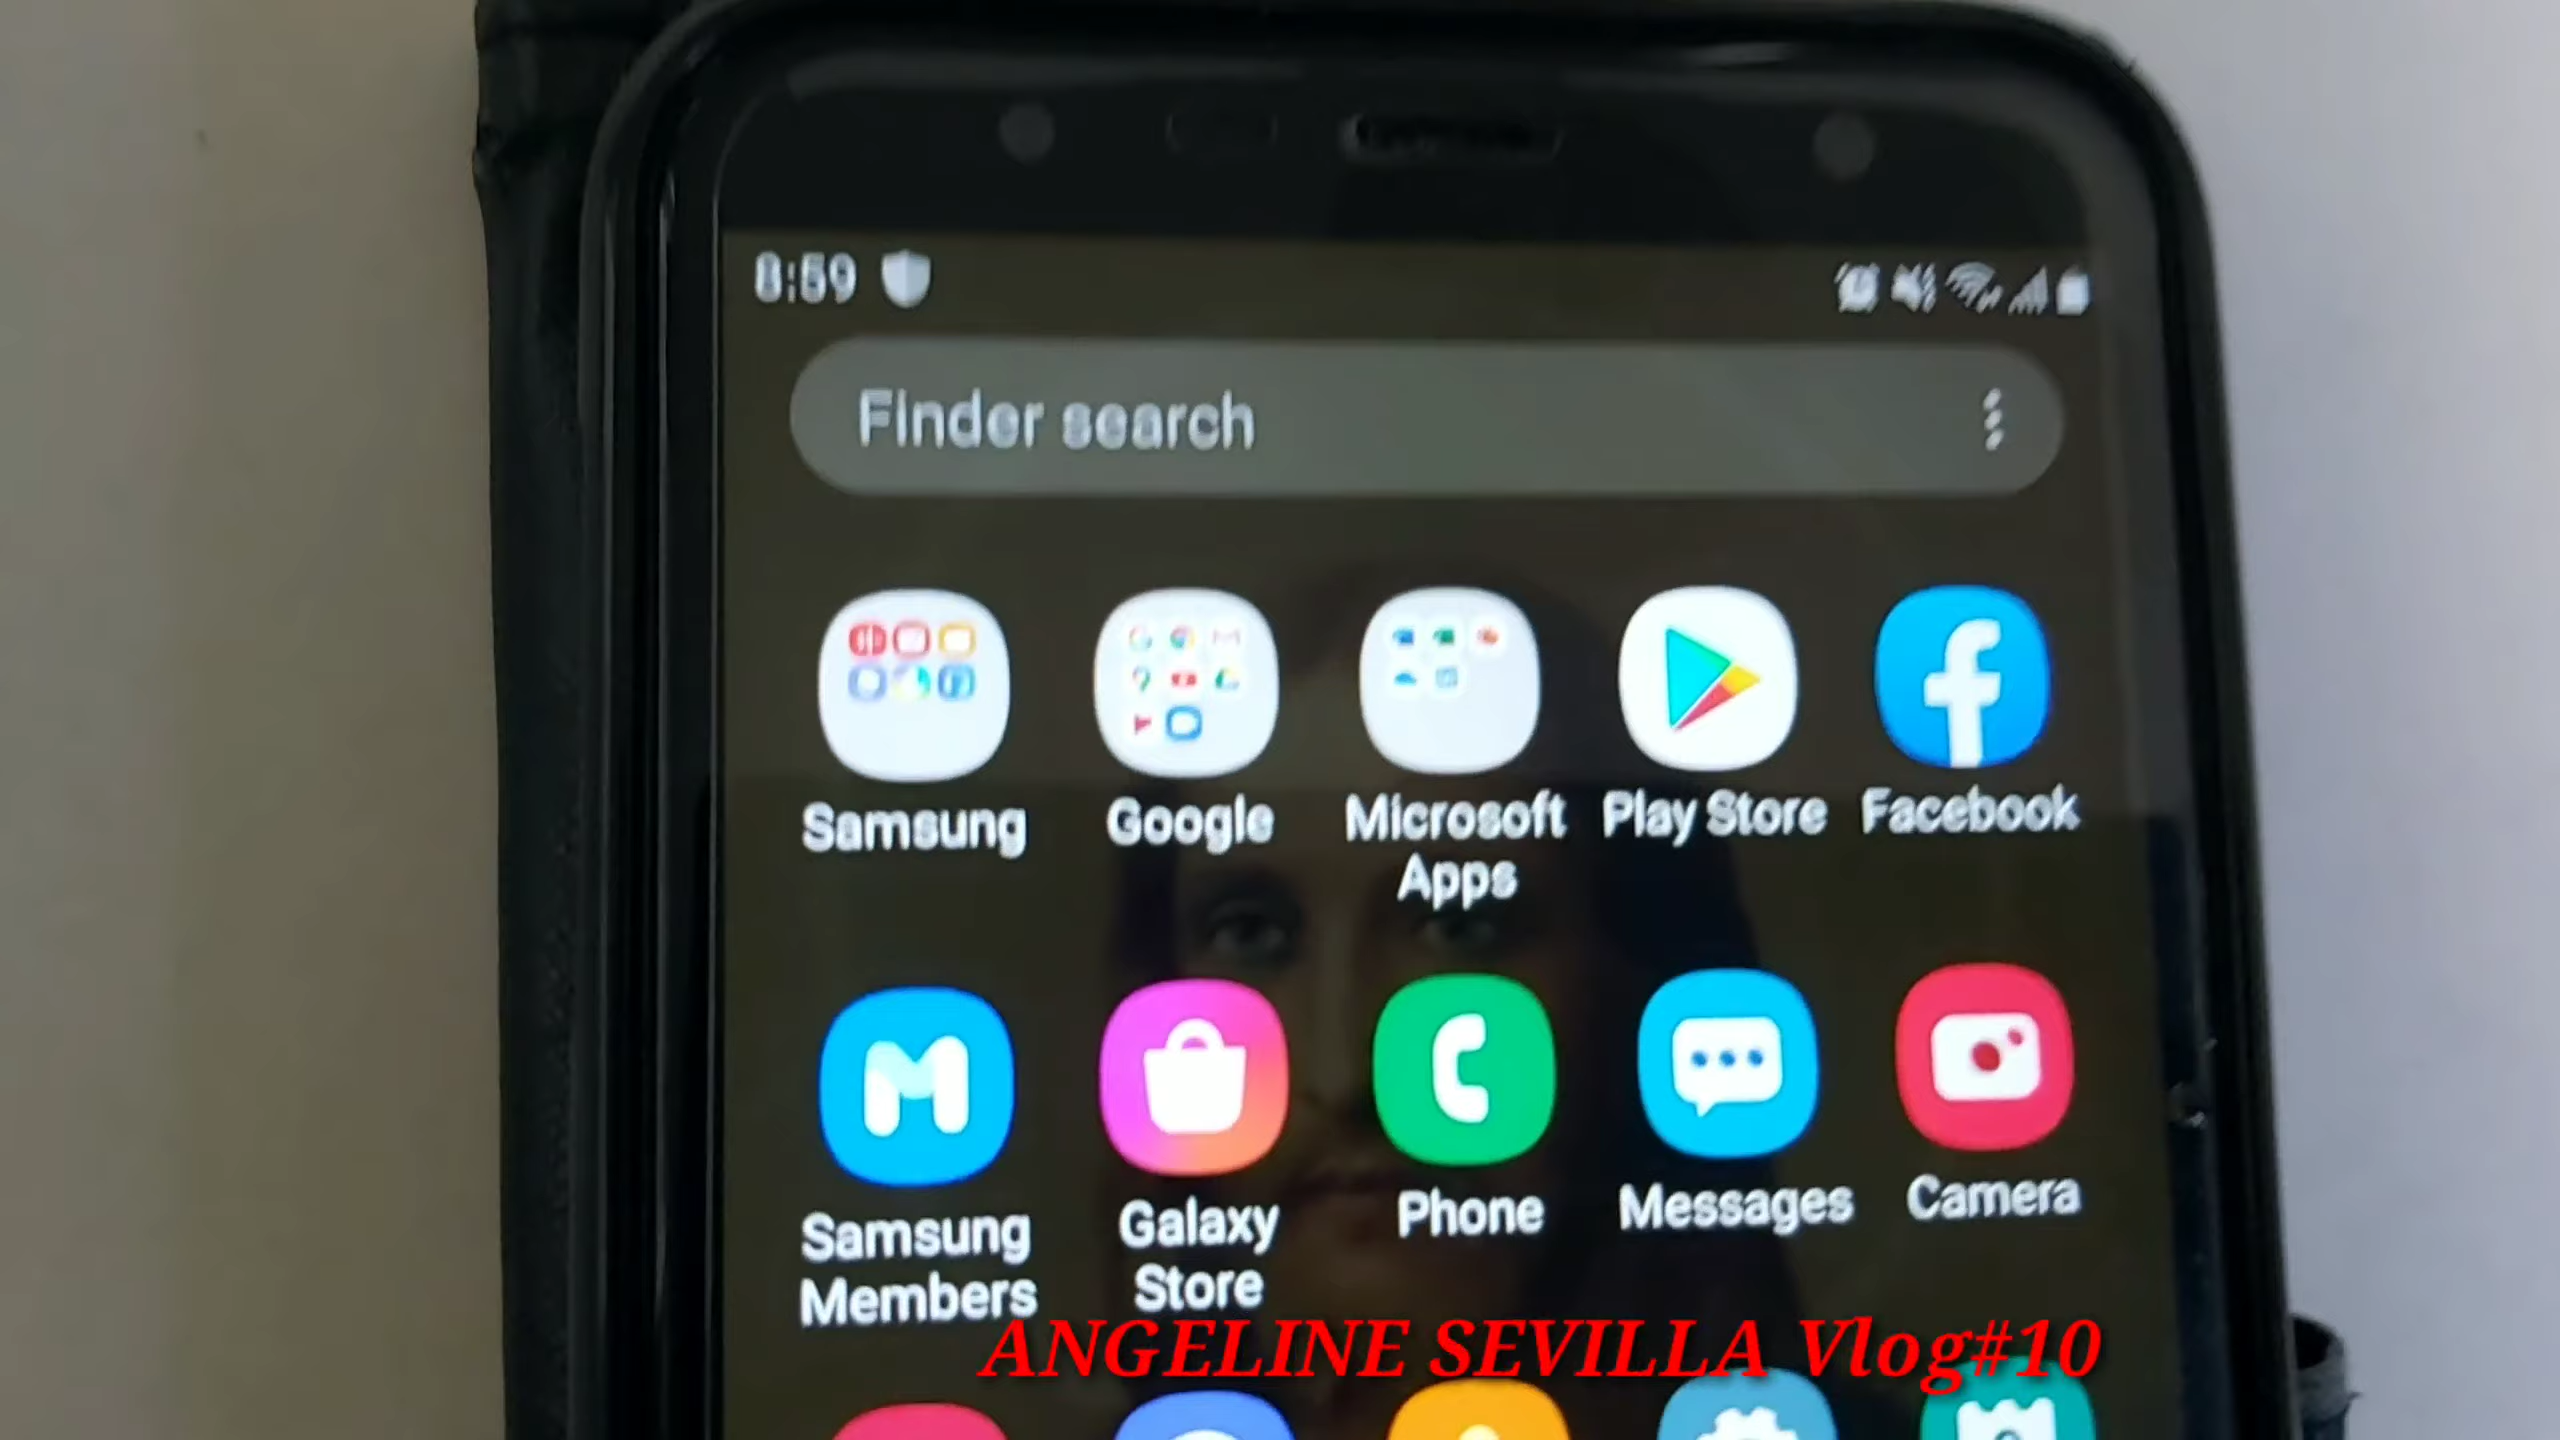 8:59
Finder search
Samsung
Google
Microsoft
Apps
Play Store
Facebook
Samsung
Members
Galaxy
Store
Phone
Messages
Camera
ANGELINE SEVILLA Vlog#10